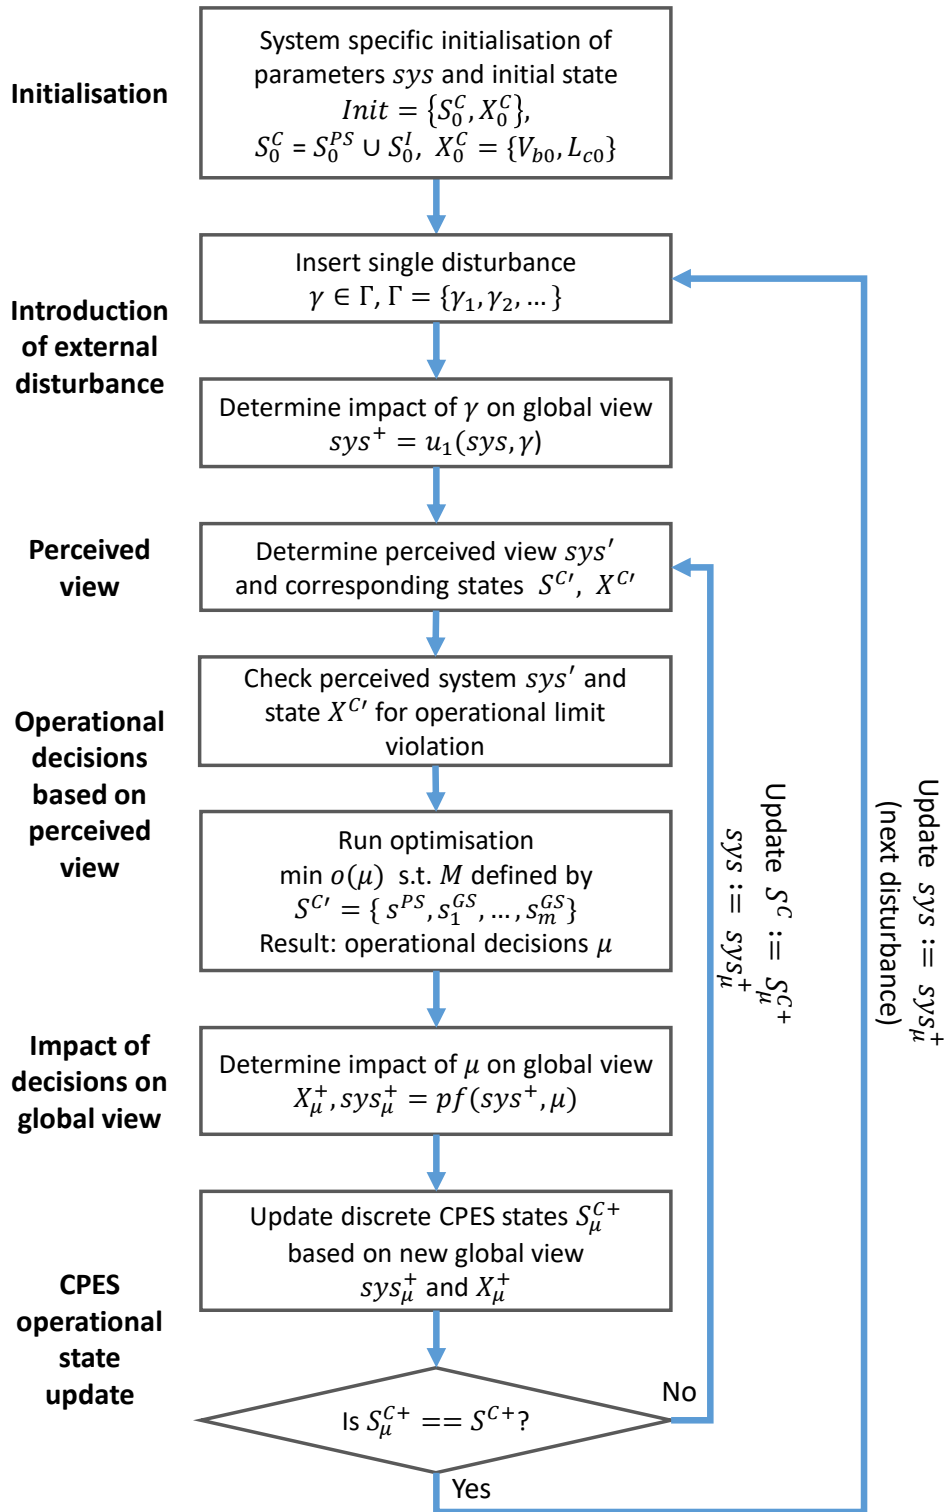 Initialisation
System specific initialisation of
parameters sys and initial state
Init = {S_0^C, X_0^C},
S_0^C = S_0^{PS} ∪ S_0^I, X_0^C = {V_{b0}, L_{c0}}
Introduction
of external
disturbance
Insert single disturbance
γ ∈ Γ, Γ = {γ_1, γ_2, … }
Determine impact of γ on global view
sys^+ = u_1(sys, γ)
Perceived
view
Determine perceived view sys′
and corresponding states S^{C′}, X^{C′}
Operational
decisions
based on
perceived
view
Check perceived system sys′ and
state X^{C′} for operational limit
violation
Run optimisation
min o(μ) s.t. M defined by
S^{C′} = { s^{PS}, s_1^{GS}, … , s_m^{GS}}
Result: operational decisions μ
Impact of
decisions on
global view
Determine impact of μ on global view
X_μ^+, sys_μ^+ = pf(sys^+, μ)
CPES
operational
state
update
Update discrete CPES states S_μ^{C+}
based on new global view
sys_μ^+ and X_μ^+
Is S_μ^{C+} == S^{C+}?
No
Yes
Update S^C := S_μ^{C+}
sys := sys_μ^+
Update sys := sys_μ^+
(next disturbance)